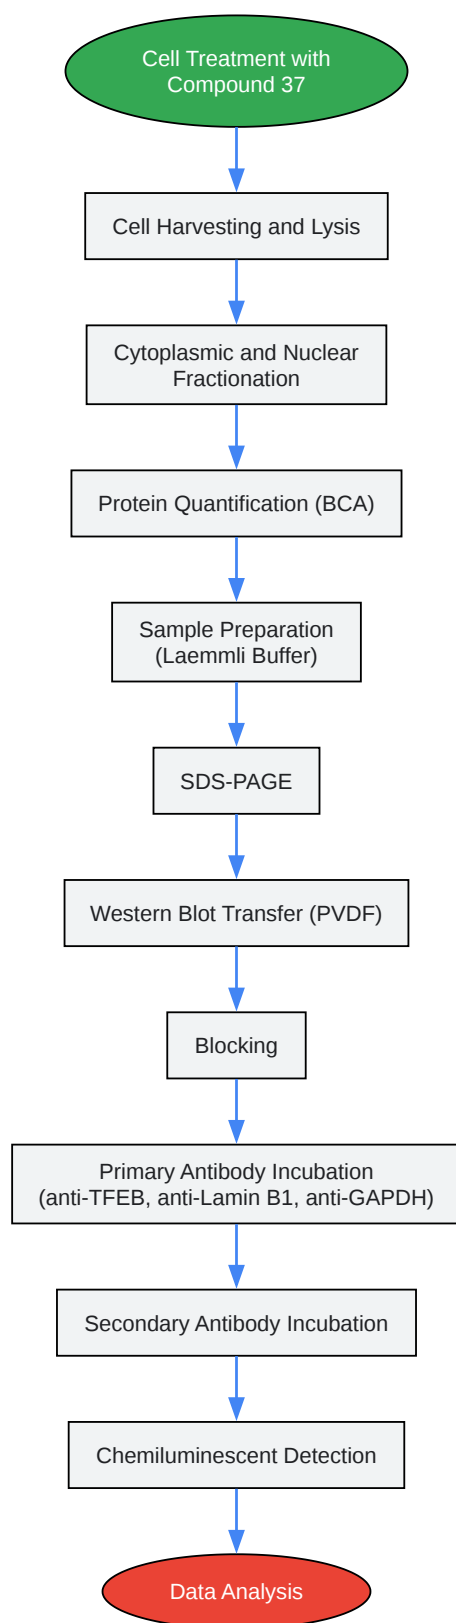 Cell Treatment with
Compound 37
Cell Harvesting and Lysis
Cytoplasmic and Nuclear
Fractionation
Protein Quantification (BCA)
Sample Preparation
(Laemmli Buffer)
SDS-PAGE
Western Blot Transfer (PVDF)
Blocking
Primary Antibody Incubation
(anti-TFEB, anti-Lamin B1, anti-GAPDH)
Secondary Antibody Incubation
Chemiluminescent Detection
Data Analysis